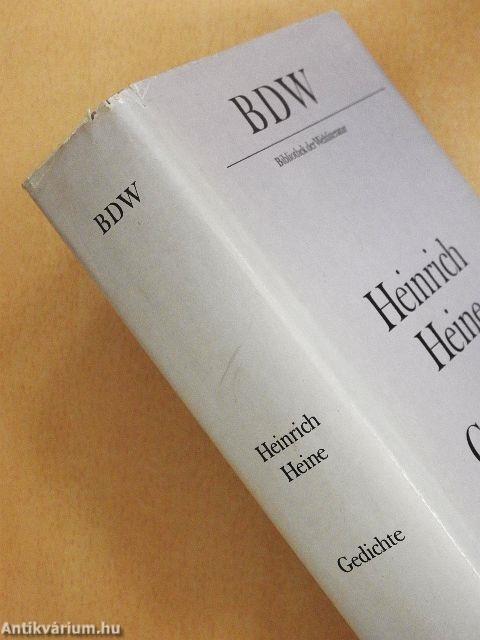 BDW
Bibliothek der Weltliteratur
Heinrich
Heine
G
BDW
Heinrich
Heine
Gedichte
Antikvárium.hu